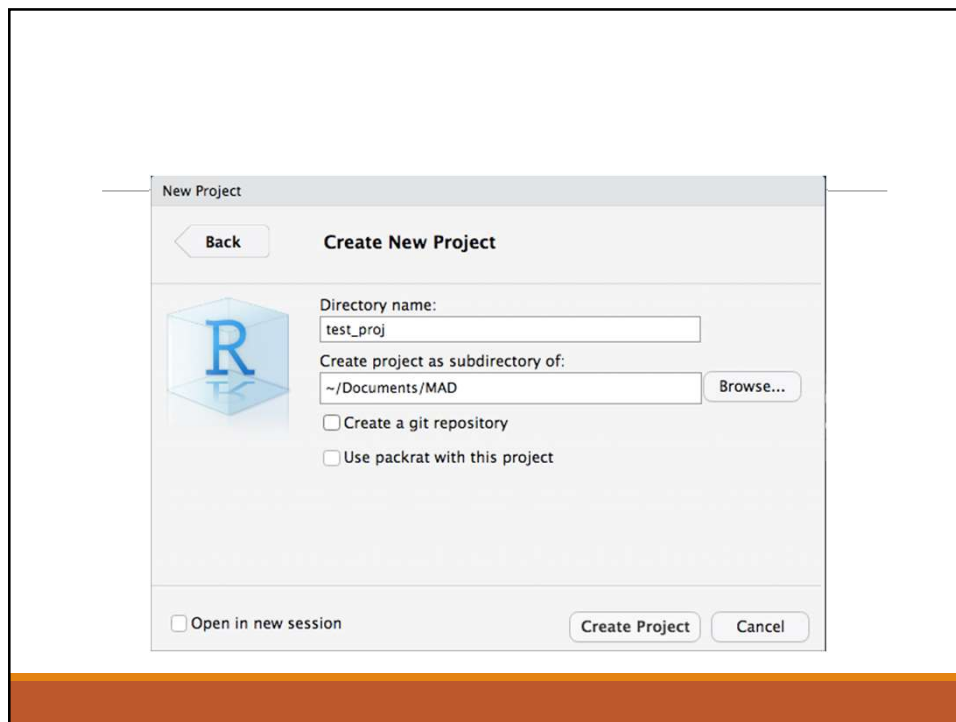 New Project
Back
Create New Project
R
Directory name:
test_proj
Create project as subdirectory of:
~/Documents/MAD
Browse...
Create a git repository
Use packrat with this project
Open in new session
Create Project
Cancel